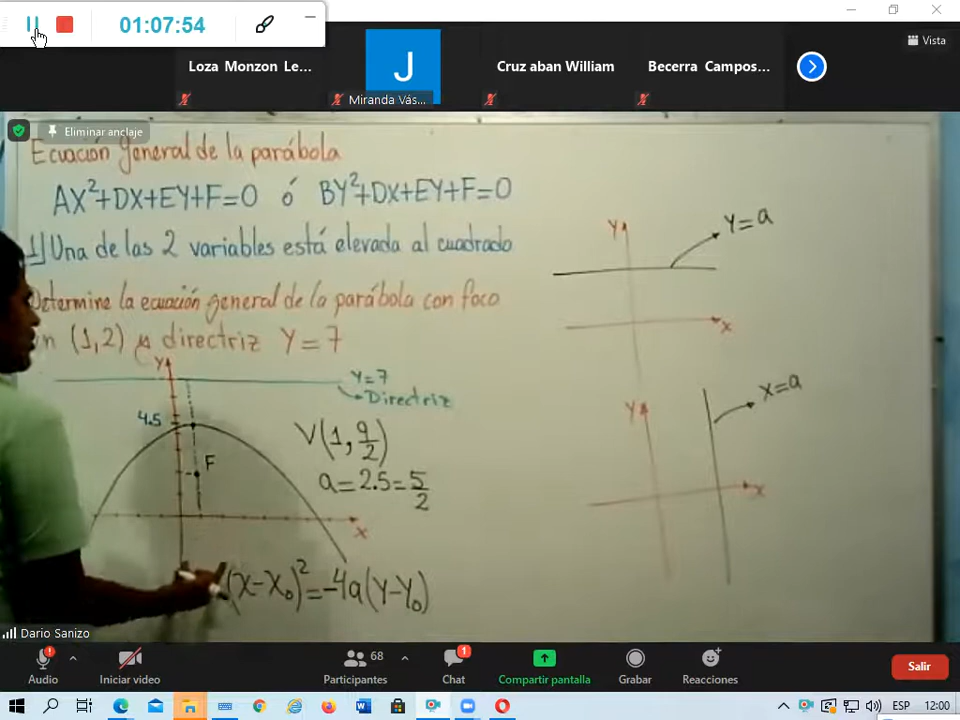 01:07:54
Vista
Loza Monzon Le...
J
Miranda Vás...
Cruz aban William
Becerra Campos...
Eliminar anclaje
Ecuación general de la parábola
AX²+DX+EY+F=0 ó BY²+DX+EY+F=0
1) Una de las 2 variables está elevada al cuadrado
Determine la ecuación general de la parábola con foco
en (1,2) y directriz Y=7
Y
Y=7
Directriz
4.5
V(1, 9/2)
F
a=2.5=5/2
X
(X-X₀)²=-4a(Y-Y₀)
Y
Y=a
X
Y
X=a
X
Dario Sanizo
Audio
Iniciar video
68
Participantes
1
Chat
Compartir pantalla
Grabar
Reacciones
Salir
ESP
12:00